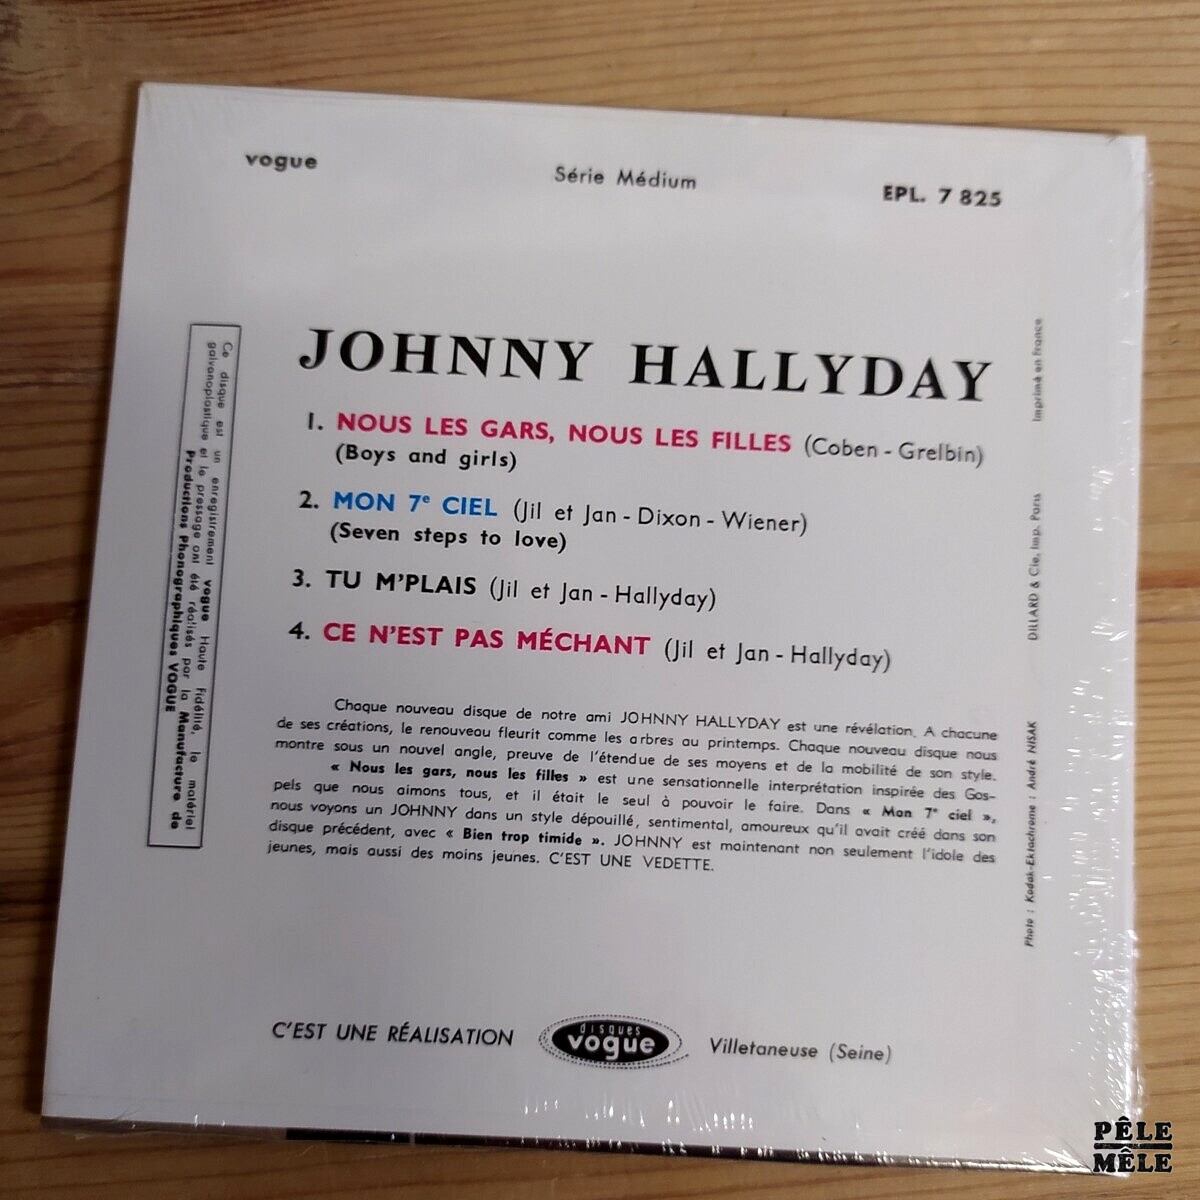 vogue
Série Médium
EPL. 7 825
JOHNNY HALLYDAY
1. NOUS LES GARS, NOUS LES FILLES (Coben - Grelbin)
(Boys and girls)
2. MON 7e CIEL (Jil et Jan - Dixon - Wiener)
(Seven steps to love)
3. TU M'PLAIS (Jil et Jan - Hallyday)
4. CE N'EST PAS MÉCHANT (Jil et Jan - Hallyday)
Chaque nouveau disque de notre ami JOHNNY HALLYDAY est une révélation. A chacune
de ses créations, le renouveau fleurit comme les arbres au printemps. Chaque nouveau disque nous
montre sous un nouvel angle, preuve de l'étendue de ses moyens et de la mobilité de son style.
« Nous les gars, nous les filles » est une sensationnelle interprétation inspirée des Gos-
pels que nous aimons tous, et il était le seul à pouvoir le faire. Dans « Mon 7e ciel »,
nous voyons un JOHNNY dans un style dépouillé, sentimental, amoureux qu'il avait créé dans son
disque précédent, avec « Bien trop timide ». JOHNNY est maintenant non seulement l'idole des
jeunes, mais aussi des moins jeunes. C'EST UNE VEDETTE.
Ce disque est un enregistrement vogue Haute Fidélité, le matériel
galvanoplastique et le pressage ont été réalisés par la Manufacture de
Productions Phonographiques VOGUE
Imprimé en France
DILLARD & Cie. Imp. Paris
Photo : Kodak-Ektachrome : André NISAK
C'EST UNE RÉALISATION
disques
vogue
Villetaneuse (Seine)
PÊLE
MÊLE